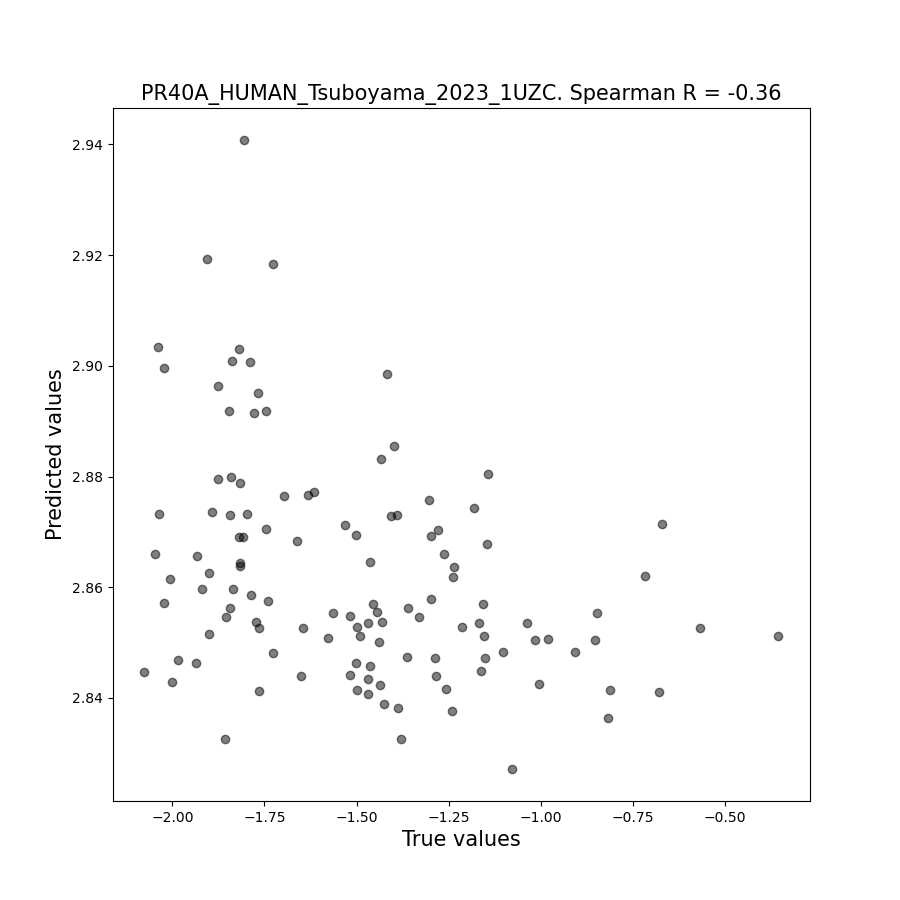 PR40A_HUMAN_Tsuboyama_2023_1UZC. Spearman R = -0.36
Predicted values
2.94
2.92
2.90
2.88
2.86
2.84
−2.00 −1.75 −1.50 −1.25 −1.00 −0.75 −0.50
True values